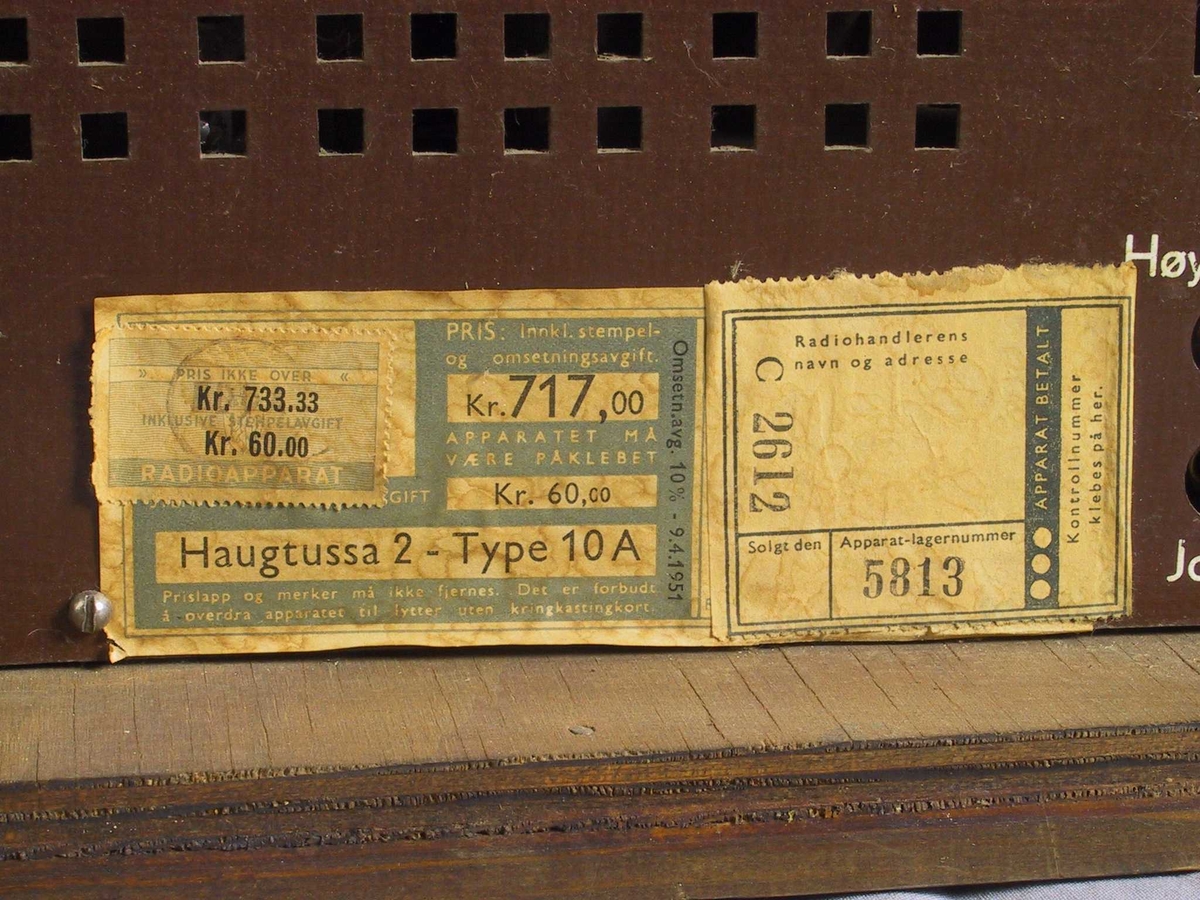 » PRIS IKKE OVER «
Kr. 733.33
INKLUSIVE STEMPELAVGIFT
Kr. 60.00
RADIOAPPARAT
PRIS: Innkl. stempel-
og omsetningsavgift.
Kr. 717,00
APPARATET MÅ
VÆRE PÅKLEBET
GIFT Kr. 60,00
Haugtussa 2 - Type 10 A
Prislapp og merker må ikke fjernes. Det er forbudt
å overdra apparatet til lytter uten kringkastingkort.
Omsetn.avg. 10% - 9.4.1951
Radiohandlerens
navn og adresse
C 2612
Solgt den
Apparat-lagernummer
5813
APPARAT BETALT
Kontrollnummer
klebes på her.
Høy